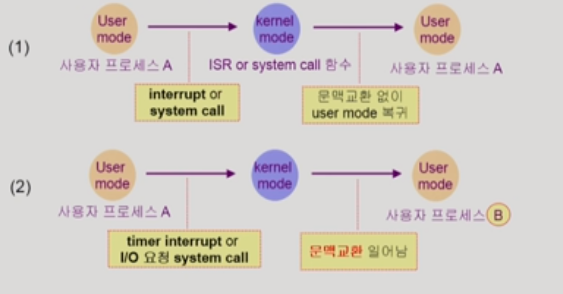 User
mode
kernel
mode
User
mode
(1)
사용자 프로세스 A
ISR or system call 함수
사용자 프로세스 A
interrupt or
system call
문맥교환 없이
user mode 복귀
User
mode
kernel
mode
User
mode
(2)
사용자 프로세스 A
사용자 프로세스 B
timer interrupt or
I/O 요청 system call
문맥교환 일어남